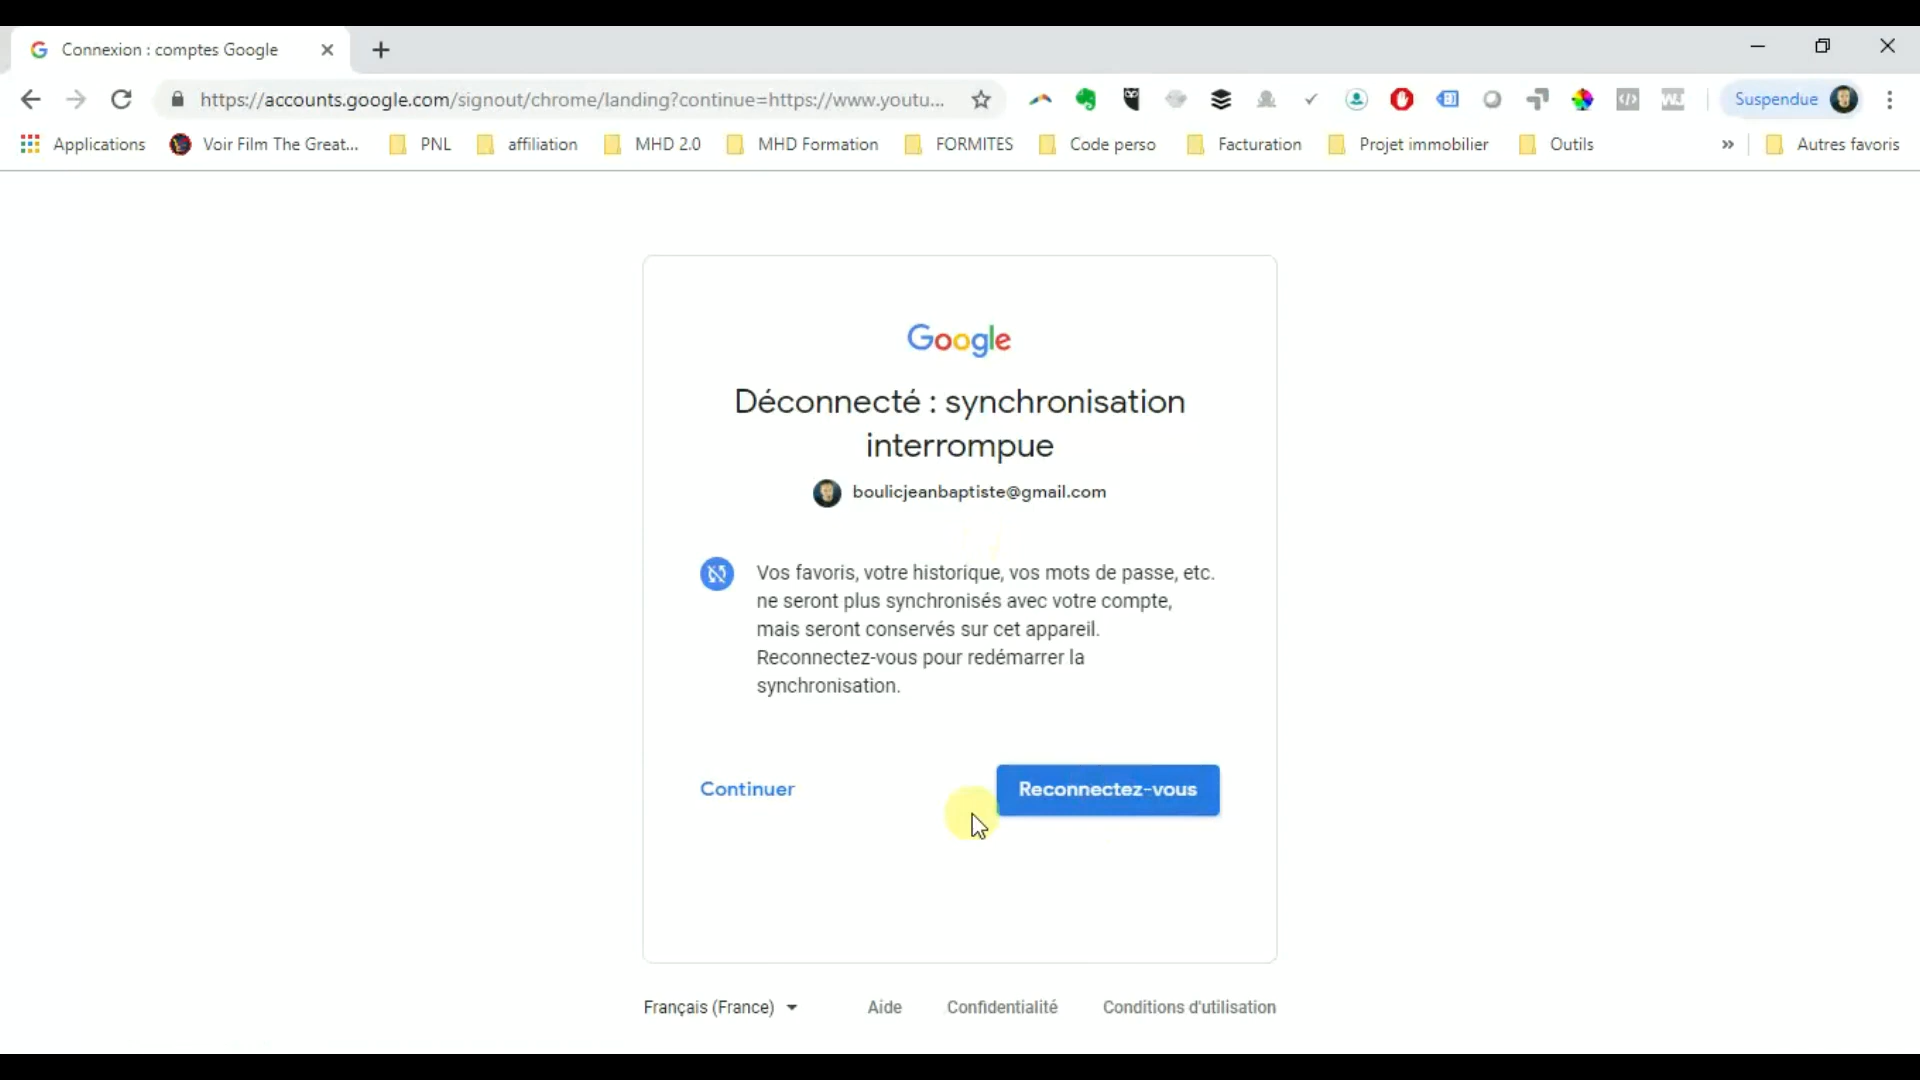 Connexion : comptes Google
https://accounts.google.com/signout/chrome/landing?continue=https://www.youtu...
Suspendue
Applications
Voir Film The Great...
PNL
affiliation
MHD 2.0
MHD Formation
FORMITES
Code perso
Facturation
Projet immobilier
Outils
»
Autres favoris
Google
Déconnecté : synchronisation
interrompue
boulicjeanbaptiste@gmail.com
Vos favoris, votre historique, vos mots de passe, etc.
ne seront plus synchronisés avec votre compte,
mais seront conservés sur cet appareil.
Reconnectez-vous pour redémarrer la
synchronisation.
Continuer
Reconnectez-vous
Français (France)
Aide
Confidentialité
Conditions d'utilisation